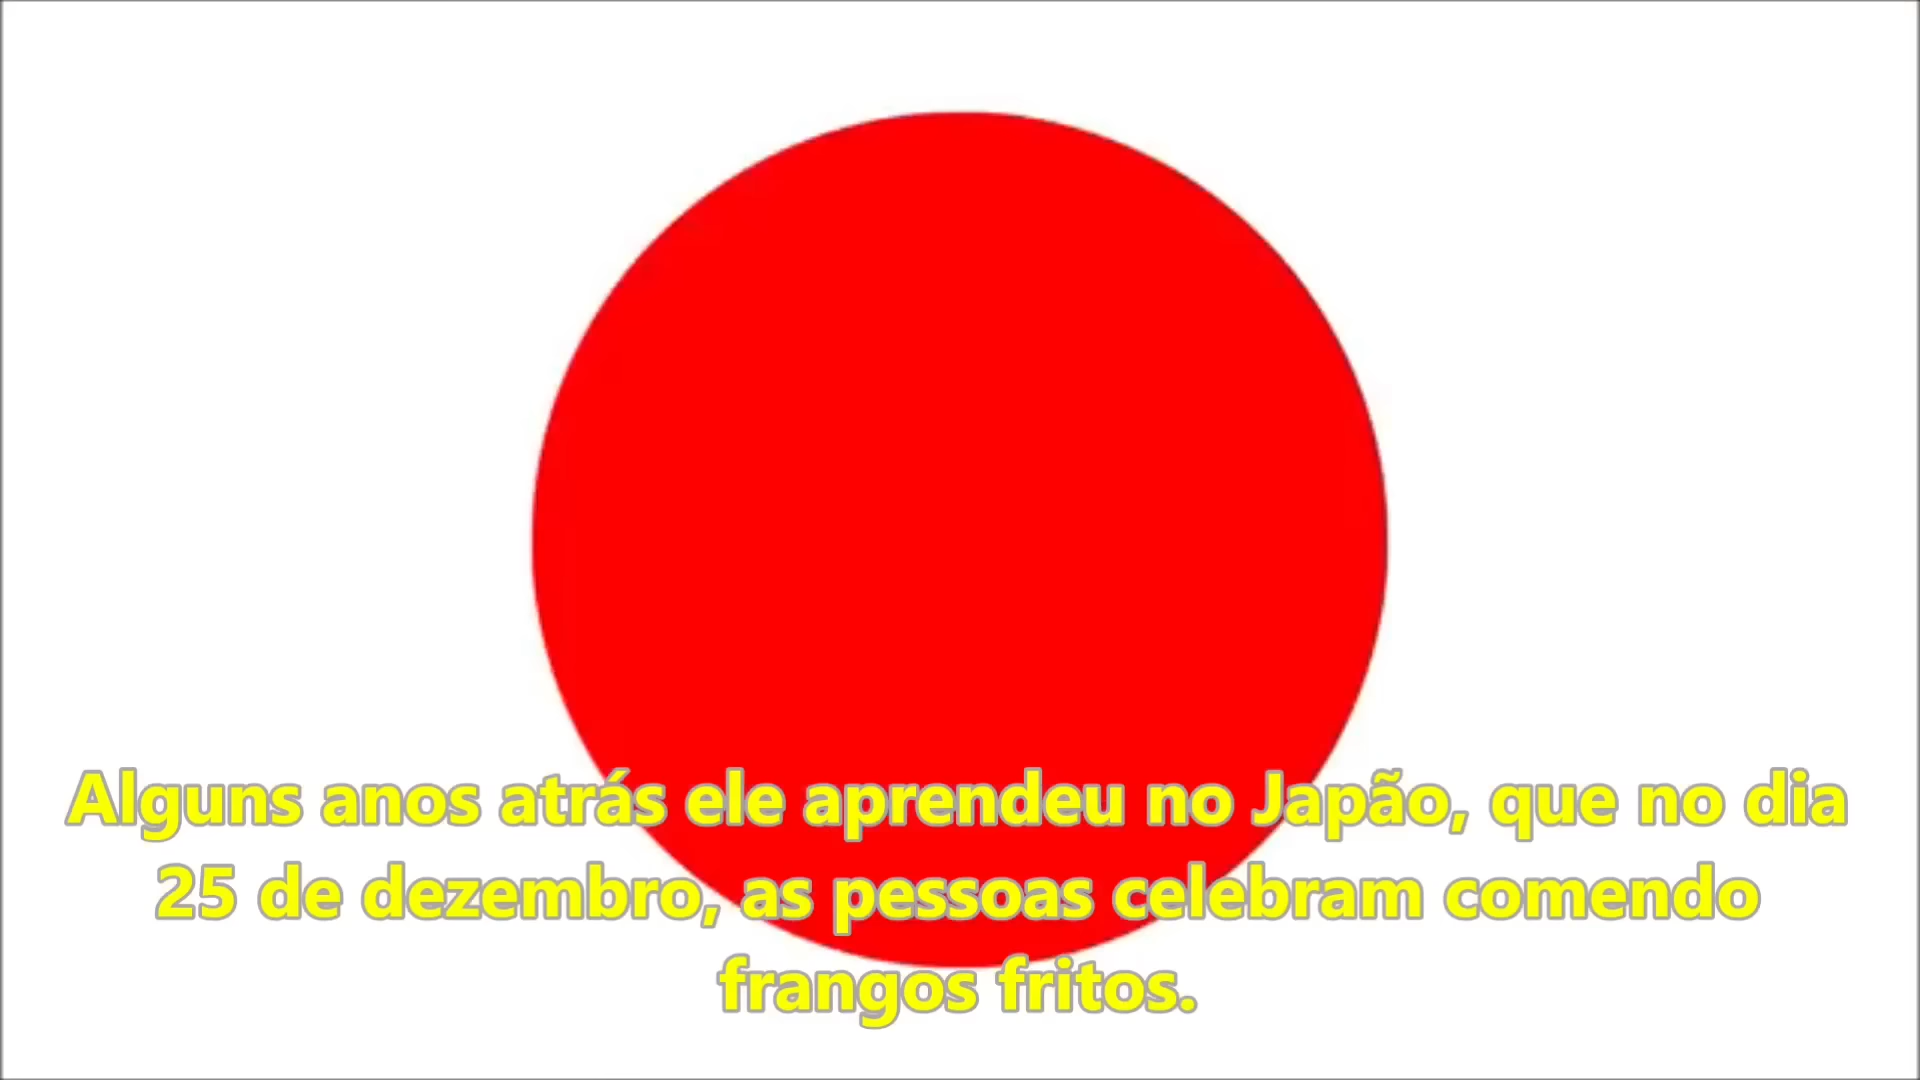 Alguns anos atrás ele aprendeu no Japão, que no dia
25 de dezembro, as pessoas celebram comendo
frangos fritos.